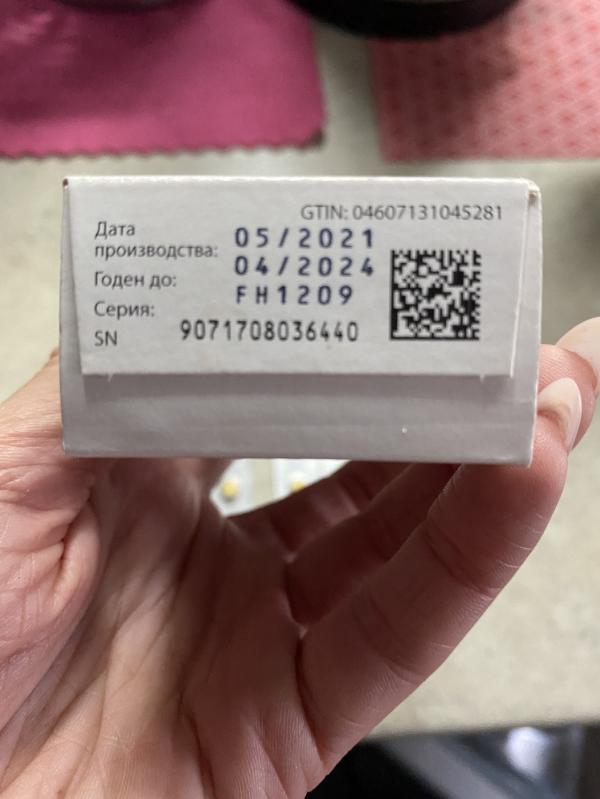 GTIN: 04607131045281
Дата
производства: 05/2021
Годен до: 04/2024
Серия: FH1209
SN 9071708036440